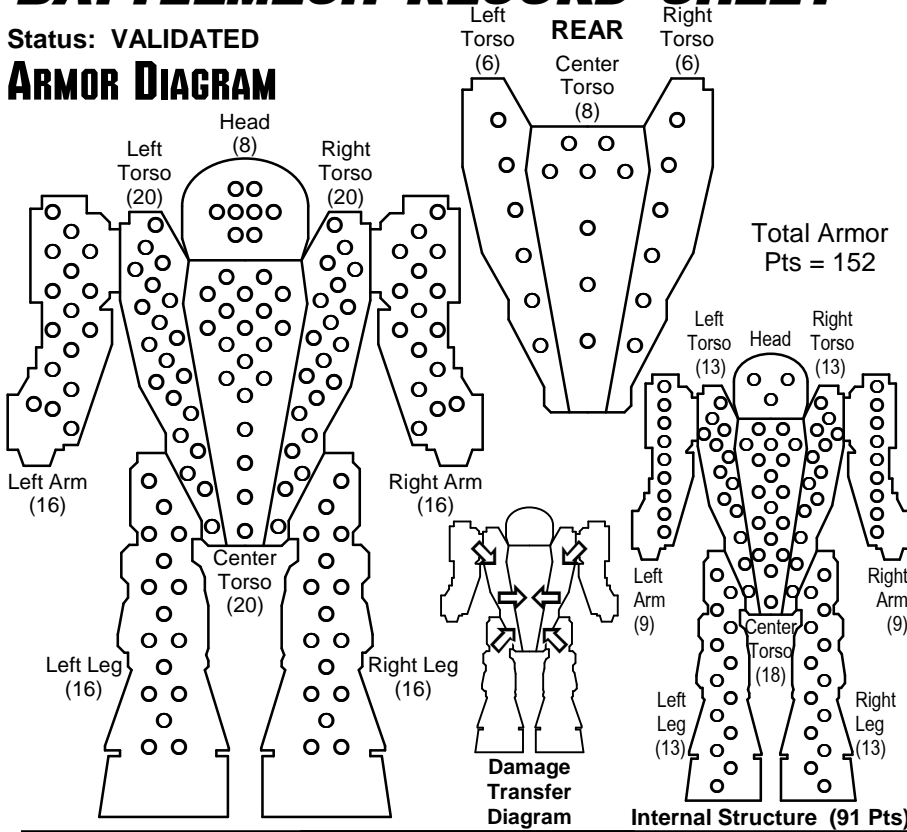 BATTLEMECH RECORD SHEET
Status: VALIDATED
ARMOR DIAGRAM
Head
(8)
Left
Torso
(20)
Right
Torso
(20)
Left Arm
(16)
Right Arm
(16)
Center
Torso
(20)
Left Leg
(16)
Right Leg
(16)
REAR
Left
Torso
(6)
Center
Torso
(8)
Right
Torso
(6)
Total Armor
Pts = 152
Damage
Transfer
Diagram
Left
Torso
(13)
Head
Right
Torso
(13)
Left
Arm
(9)
Right
Arm
(9)
Center
Torso
(18)
Left
Leg
(13)
Right
Leg
(13)
Internal Structure (91 Pts)